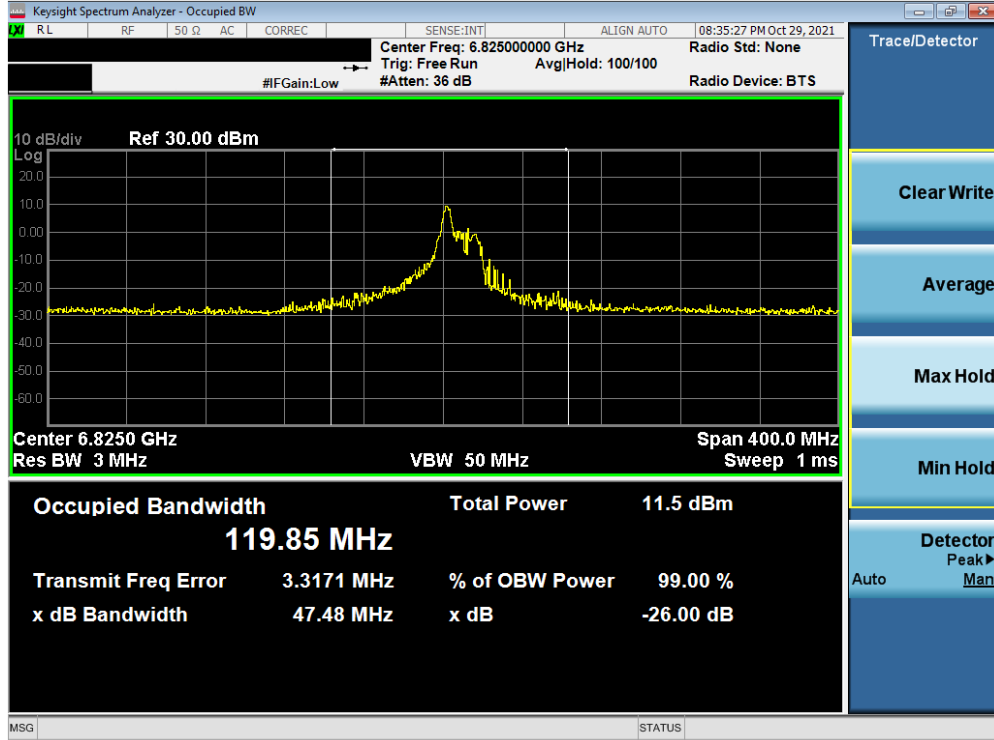 Keysight Spectrum Analyzer - Occupied BW
LXI RL RF 50 Ω AC CORREC SENSE:INT ALIGN AUTO 08:35:27 PM Oct 29, 2021
Center Freq: 6.825000000 GHz Radio Std: None
Trig: Free Run Avg|Hold: 100/100
#IFGain:Low #Atten: 36 dB Radio Device: BTS
Trace/Detector
10 dB/div Ref 30.00 dBm
Log
20.0
10.0
0.00
-10.0
-20.0
-30.0
-40.0
-50.0
-60.0
Center 6.8250 GHz Span 400.0 MHz
Res BW 3 MHz VBW 50 MHz Sweep 1 ms
Occupied Bandwidth Total Power 11.5 dBm
119.85 MHz
Transmit Freq Error 3.3171 MHz % of OBW Power 99.00 %
x dB Bandwidth 47.48 MHz x dB -26.00 dB
Clear Write
Average
Max Hold
Min Hold
Detector
Peak
Auto Man
MSG STATUS